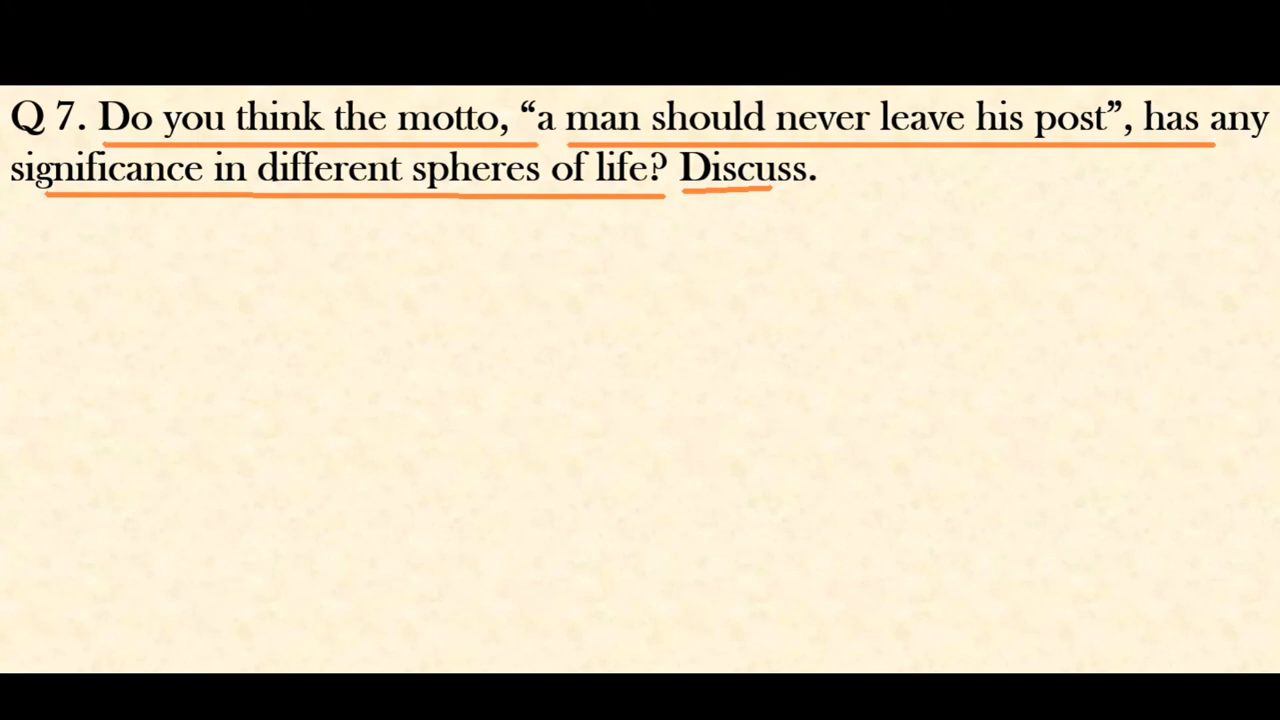 Q 7. Do you think the motto, “a man should never leave his post”, has any
significance in different spheres of life? Discuss.